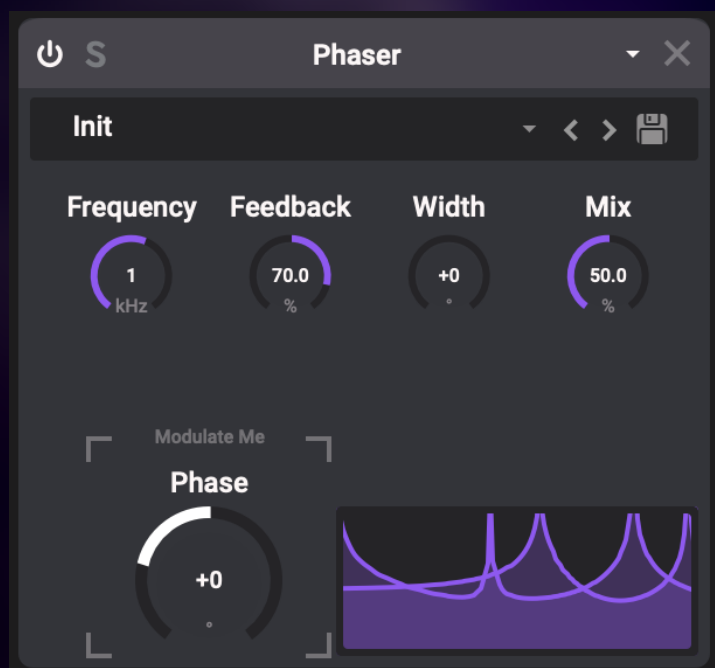 S Phaser
Init
Frequency Feedback Width Mix
1 70.0 +0 50.0
kHz % ° %
Modulate Me
Phase
+0
°